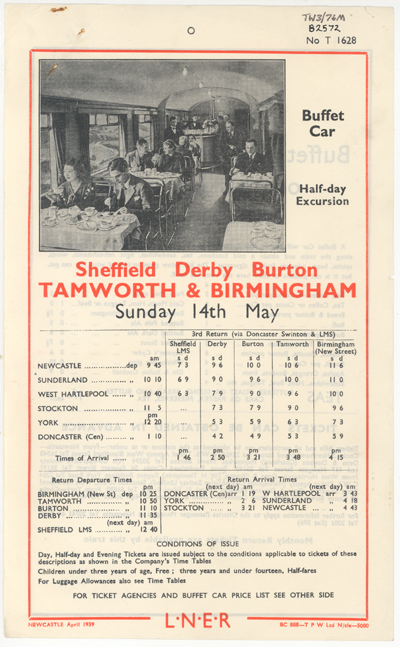 TW3/76M
B2572
No T 1628
Buffet
Car
Half-day
Excursion
Sheffield Derby Burton
TAMWORTH & BIRMINGHAM
Sunday 14th May
3rd Return (via Doncaster Swinton & LMS)
Sheffield LMS Derby Burton Tamworth Birmingham (New Street)
am s d s d s d s d s d
NEWCASTLE ..................dep 9 45 7 3 9 6 10 0 10 6 11 6
SUNDERLAND .............. ,, 10 10 6 9 9 6 10 0 11 0
WEST HARTLEPOOL ...... ,, 10 40 6 3 7 9 9 0 9 6 10 0
STOCKTON .................. ,, 11 5 ... 7 3 7 9 9 0 9 6
pm
YORK ........................ ,, 12 20 ... 5 3 5 9 6 3 7 3
DONCASTER (Cen) ......... ,, 1 10 ... 4 2 4 9 5 3 5 9
pm pm pm pm pm
Times of Arrival ...... 1 46 2 50 3 21 3 48 4 15
Return Departure Times
pm
BIRMINGHAM (New St) dep 10 25
TAMWORTH ............... ,, 10 50
BURTON ..................... ,, 11 10
DERBY ........................ ,, 11 35
(next day) am
SHEFFIELD LMS ............ ,, 12 40
Return Arrival Times
(next day) am (next day) am
DONCASTER (Cen)arr 1 19 W HARTLEPOOL arr 3 43
YORK .................. ,, 2 6 SUNDERLAND ... ,, 4 18
STOCKTON ......... ,, 3 21 NEWCASTLE ...... ,, 4 43
CONDITIONS OF ISSUE
Day, Half-day and Evening Tickets are issued subject to the conditions applicable to tickets of these
descriptions as shown in the Company's Time Tables
Children under three years of age, Free ; three years and under fourteen, Half-fares
For Luggage Allowances also see Time Tables
FOR TICKET AGENCIES AND BUFFET CAR PRICE LIST SEE OTHER SIDE
NEWCASTLE April 1939
L·N·E·R
BC 88B—T P W Ltd N/cle—5000